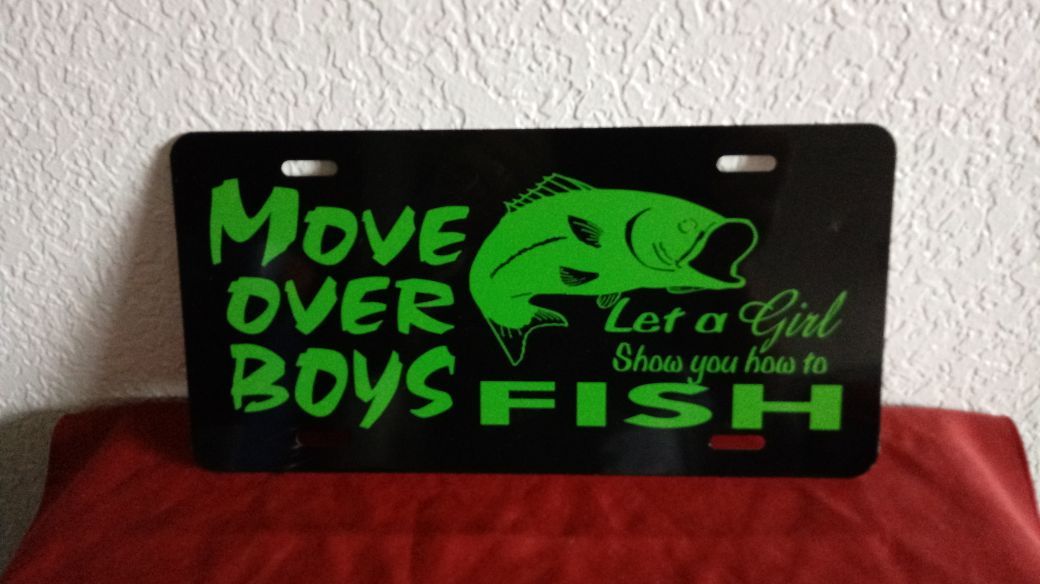 MOVE
OVER
BOYS
Let a Girl
Show you how to
FISH